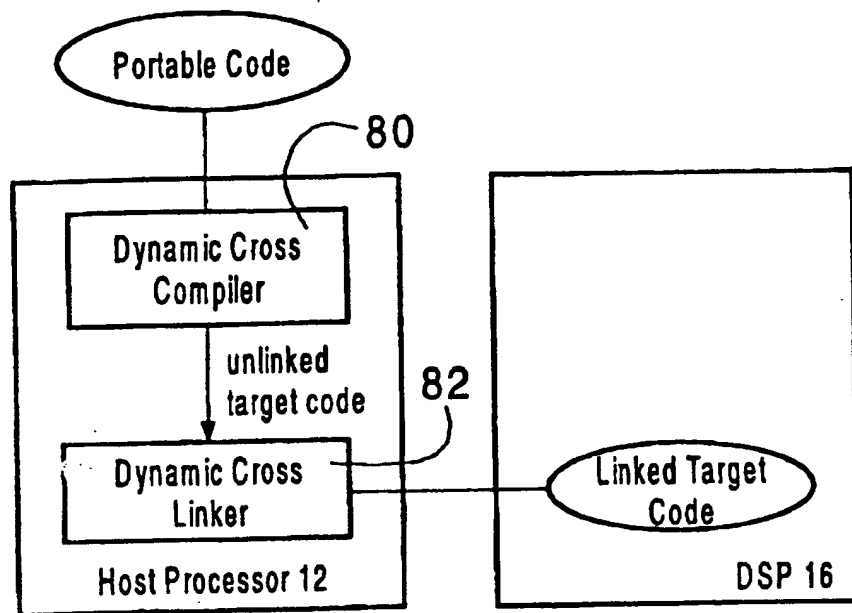 Portable Code
80
Dynamic Cross
Compiler
unlinked
target code
82
Dynamic Cross
Linker
Linked Target
Code
Host Processor 12
DSP 16